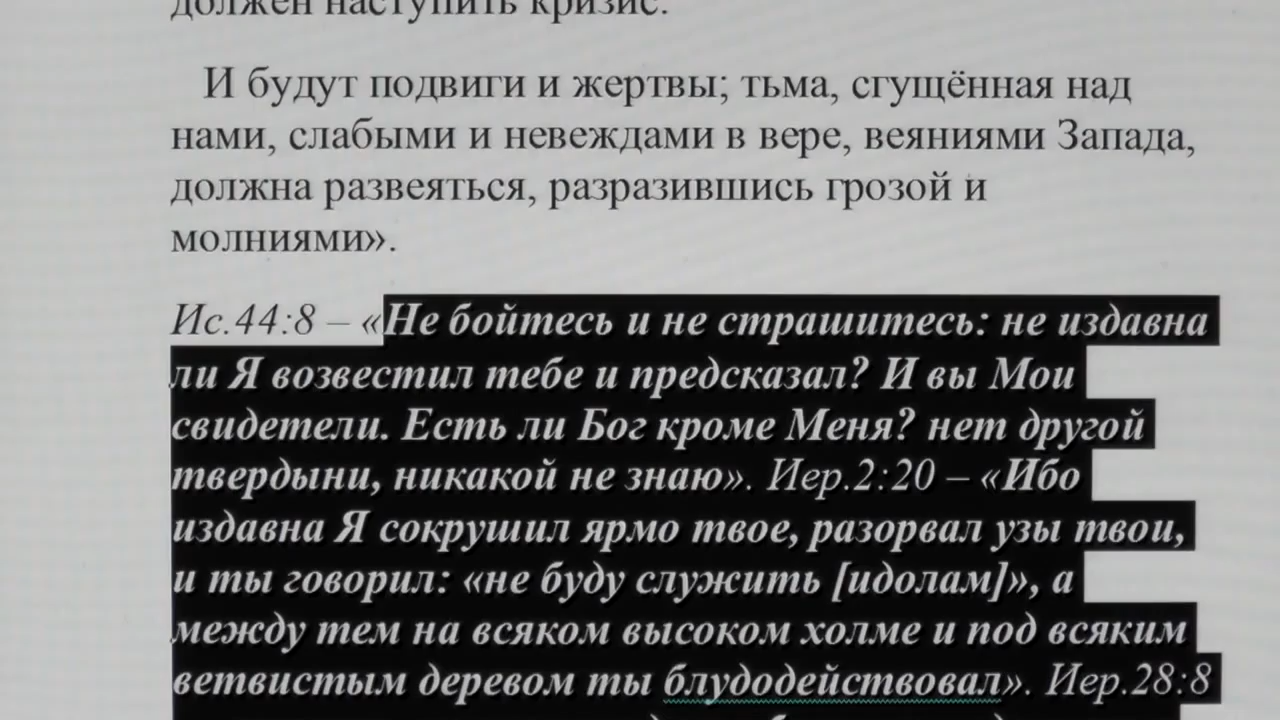 должен наступить кризис.
И будут подвиги и жертвы; тьма, сгущённая над
нами, слабыми и невеждами в вере, веяниями Запада,
должна развеяться, разразившись грозой и
молниями».
Ис.44:8 – «Не бойтесь и не страшитесь: не издавна
ли Я возвестил тебе и предсказал? И вы Мои
свидетели. Есть ли Бог кроме Меня? нет другой
твердыни, никакой не знаю». Иер.2:20 – «Ибо
издавна Я сокрушил ярмо твое, разорвал узы твои,
и ты говорил: «не буду служить [идолам]», а
между тем на всяком высоком холме и под всяким
ветвистым деревом ты блудодействовал». Иер.28:8